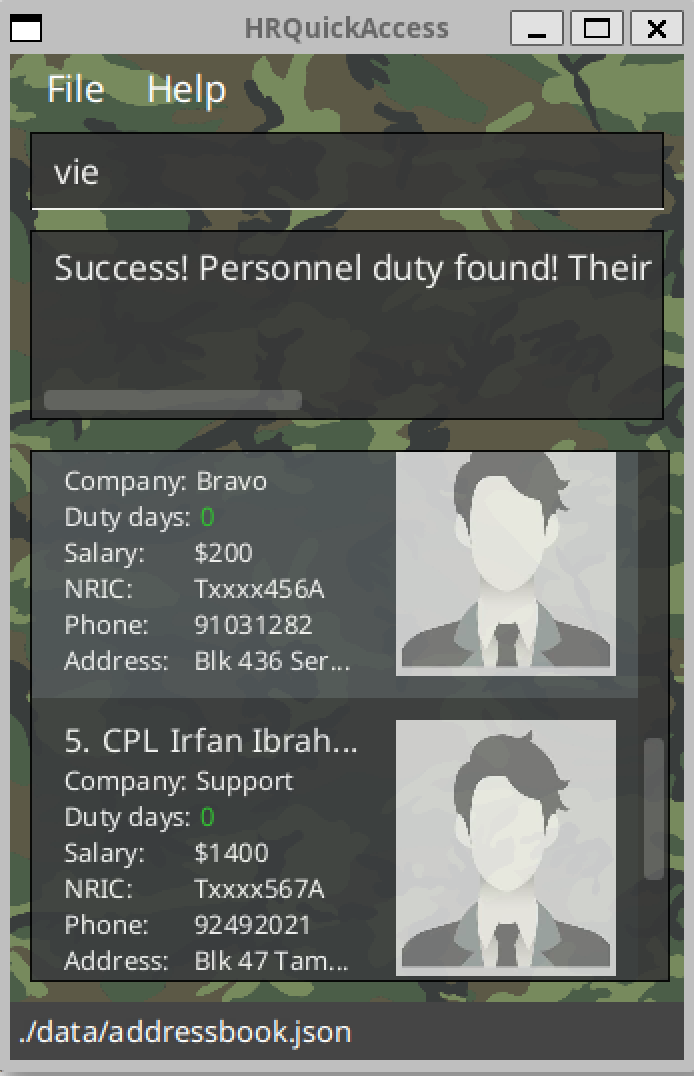 HRQuickAccess
File Help
vie
Success! Personnel duty found! Their
Company: Bravo
Duty days: 0
Salary: $200
NRIC: Txxxx456A
Phone: 91031282
Address: Blk 436 Ser...
5. CPL Irfan Ibrah...
Company: Support
Duty days: 0
Salary: $1400
NRIC: Txxxx567A
Phone: 92492021
Address: Blk 47 Tam...
./data/addressbook.json